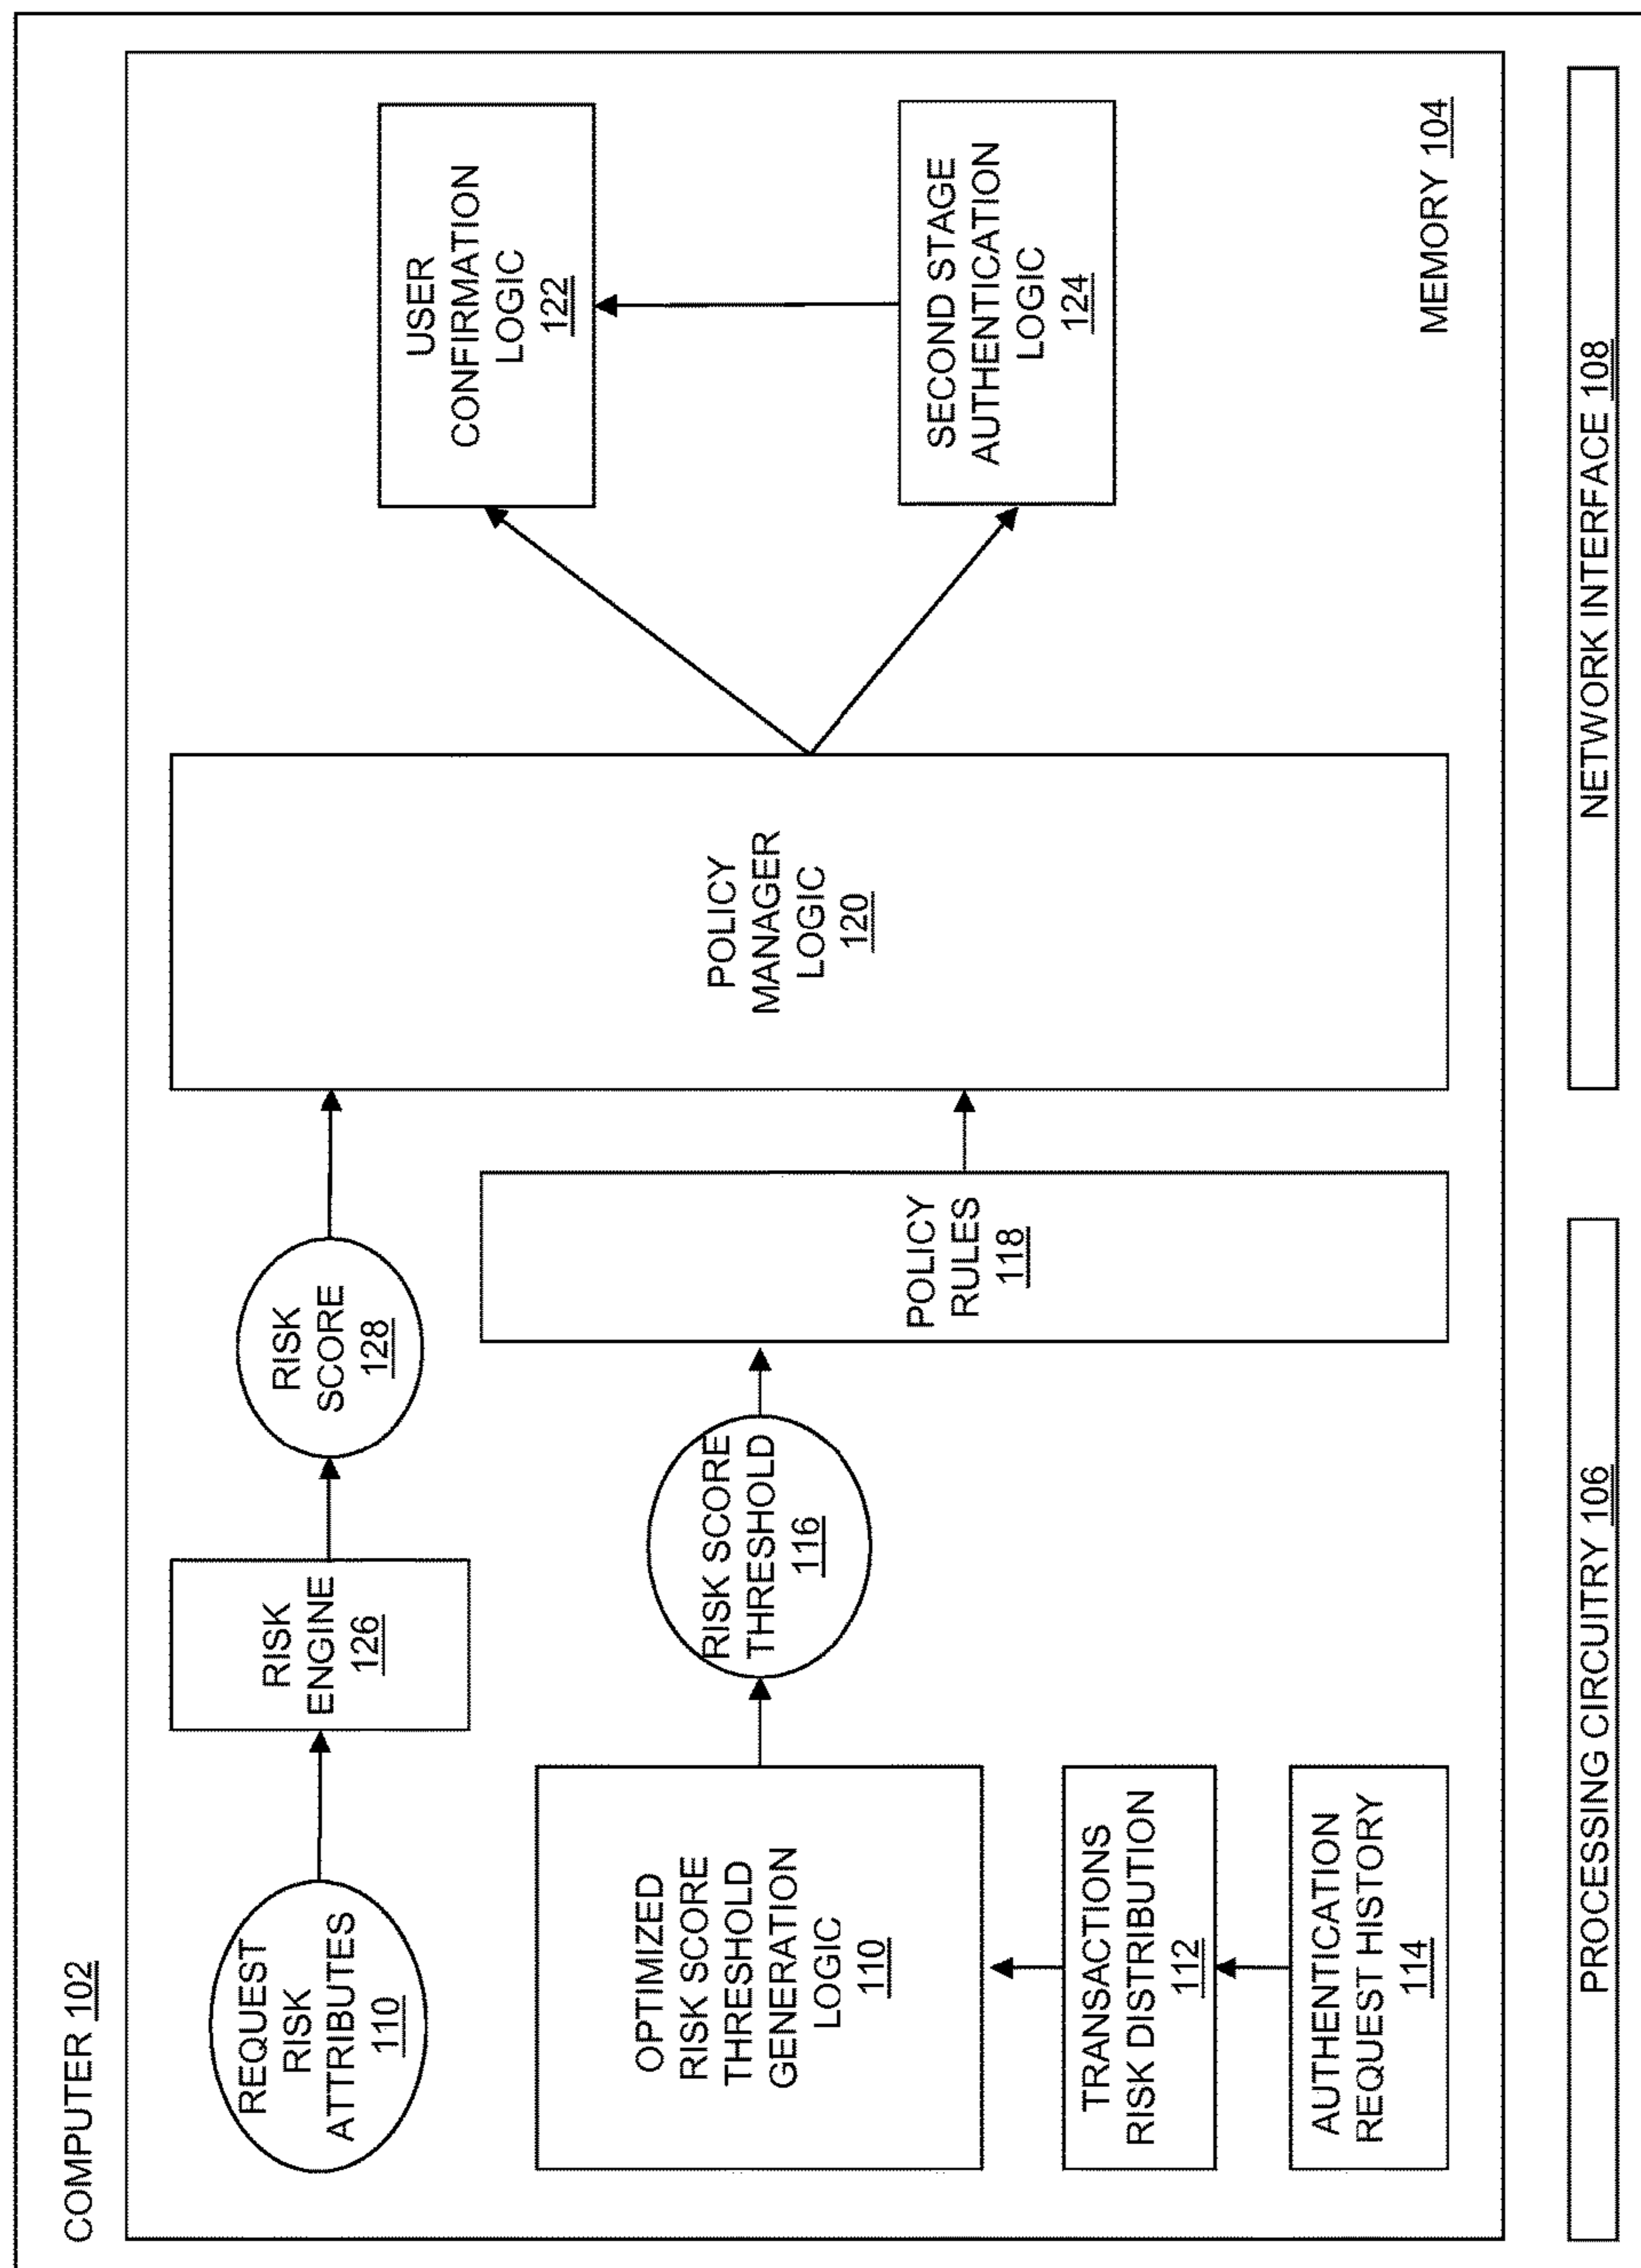 COMPUTER 102
REQUEST
RISK
ATTRIBUTES
110
RISK
ENGINE
126
RISK
SCORE
128
OPTIMIZED
RISK SCORE
THRESHOLD
GENERATION
LOGIC
110
TRANSACTIONS
RISK DISTRIBUTION
112
AUTHENTICATION
REQUEST HISTORY
114
RISK SCORE
THRESHOLD
116
POLICY
RULES
118
POLICY
MANAGER
LOGIC
120
USER
CONFIRMATION
LOGIC
122
SECOND STAGE
AUTHENTICATION
LOGIC
124
MEMORY 104
PROCESSING CIRCUITRY 106
NETWORK INTERFACE 108